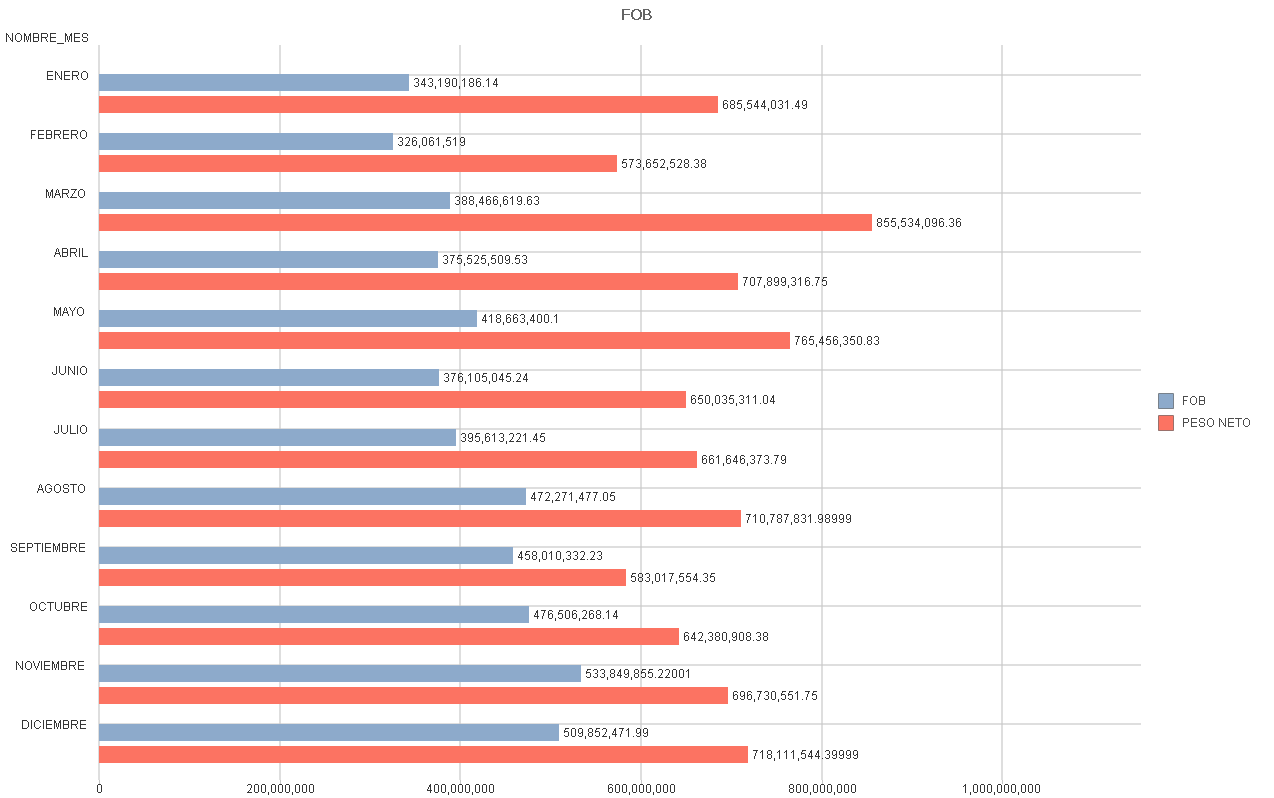 FOB
NOMBRE_MES
ENERO
343,190,186.14
685,544,031.49
FEBRERO
326,061,519
573,652,528.38
MARZO
388,466,619.63
855,534,096.36
ABRIL
375,525,509.53
707,899,316.75
MAYO
418,663,400.1
765,456,350.83
JUNIO
376,105,045.24
650,035,311.04
JULIO
395,613,221.45
661,646,373.79
AGOSTO
472,271,477.05
710,787,831.98999
SEPTIEMBRE
458,010,332.23
583,017,554.35
OCTUBRE
476,506,268.14
642,380,908.38
NOVIEMBRE
533,849,855.22001
696,730,551.75
DICIEMBRE
509,852,471.99
718,111,544.39999
0 200,000,000 400,000,000 600,000,000 800,000,000 1,000,000,000
FOB
PESO NETO